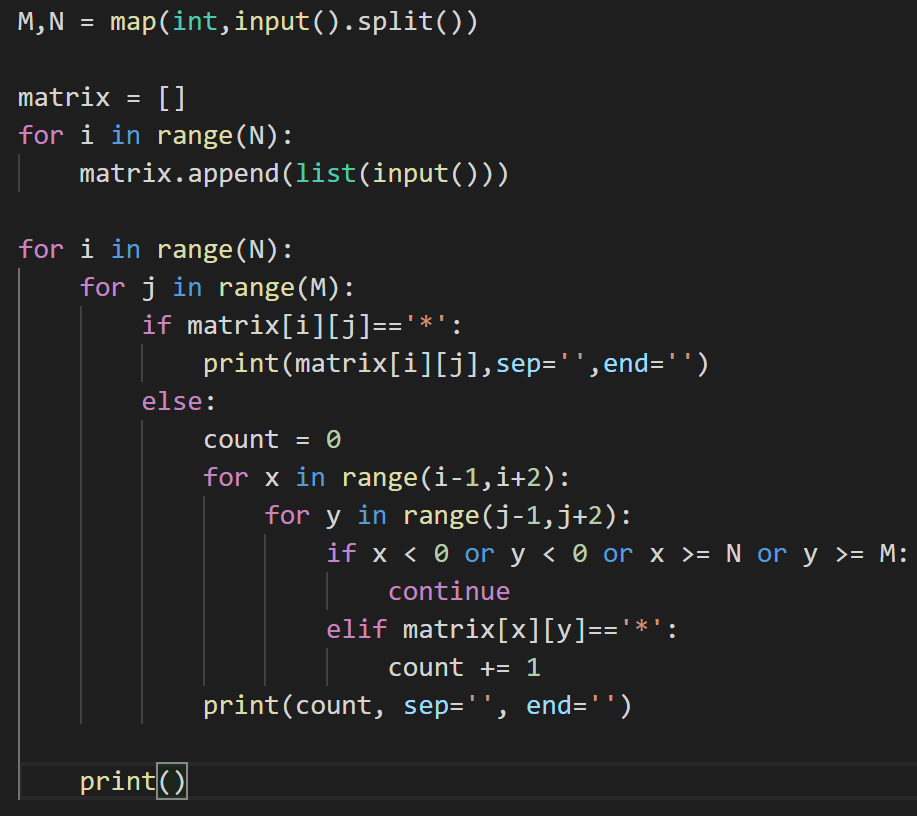 M,N = map(int,input().split())

matrix = []
for i in range(N):
    matrix.append(list(input()))

for i in range(N):
    for j in range(M):
        if matrix[i][j]=='*':
            print(matrix[i][j],sep='',end='')
        else:
            count = 0
            for x in range(i-1,i+2):
                for y in range(j-1,j+2):
                    if x < 0 or y < 0 or x >= N or y >= M:
                        continue
                    elif matrix[x][y]=='*':
                        count += 1
            print(count, sep='', end='')

    print()